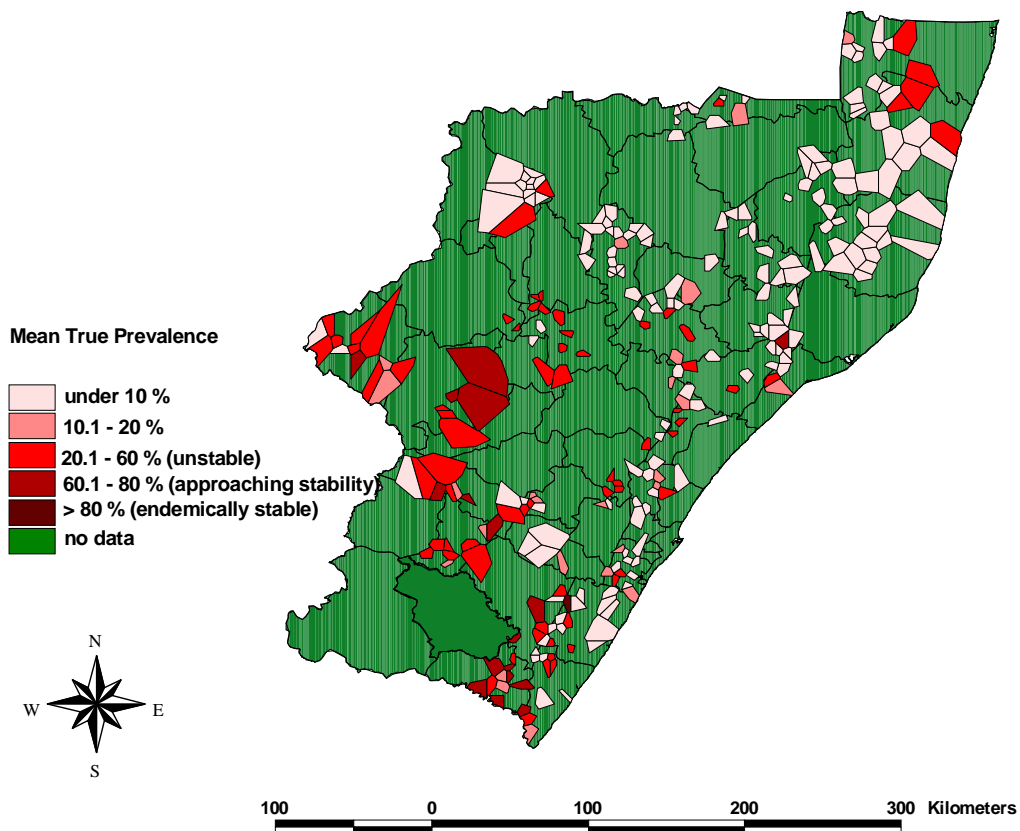 Mean True Prevalence
under 10 %
10.1 - 20 %
20.1 - 60 % (unstable)
60.1 - 80 % (approaching stability)
> 80 % (endemically stable)
no data
N
W E
S
100 0 100 200 300 Kilometers